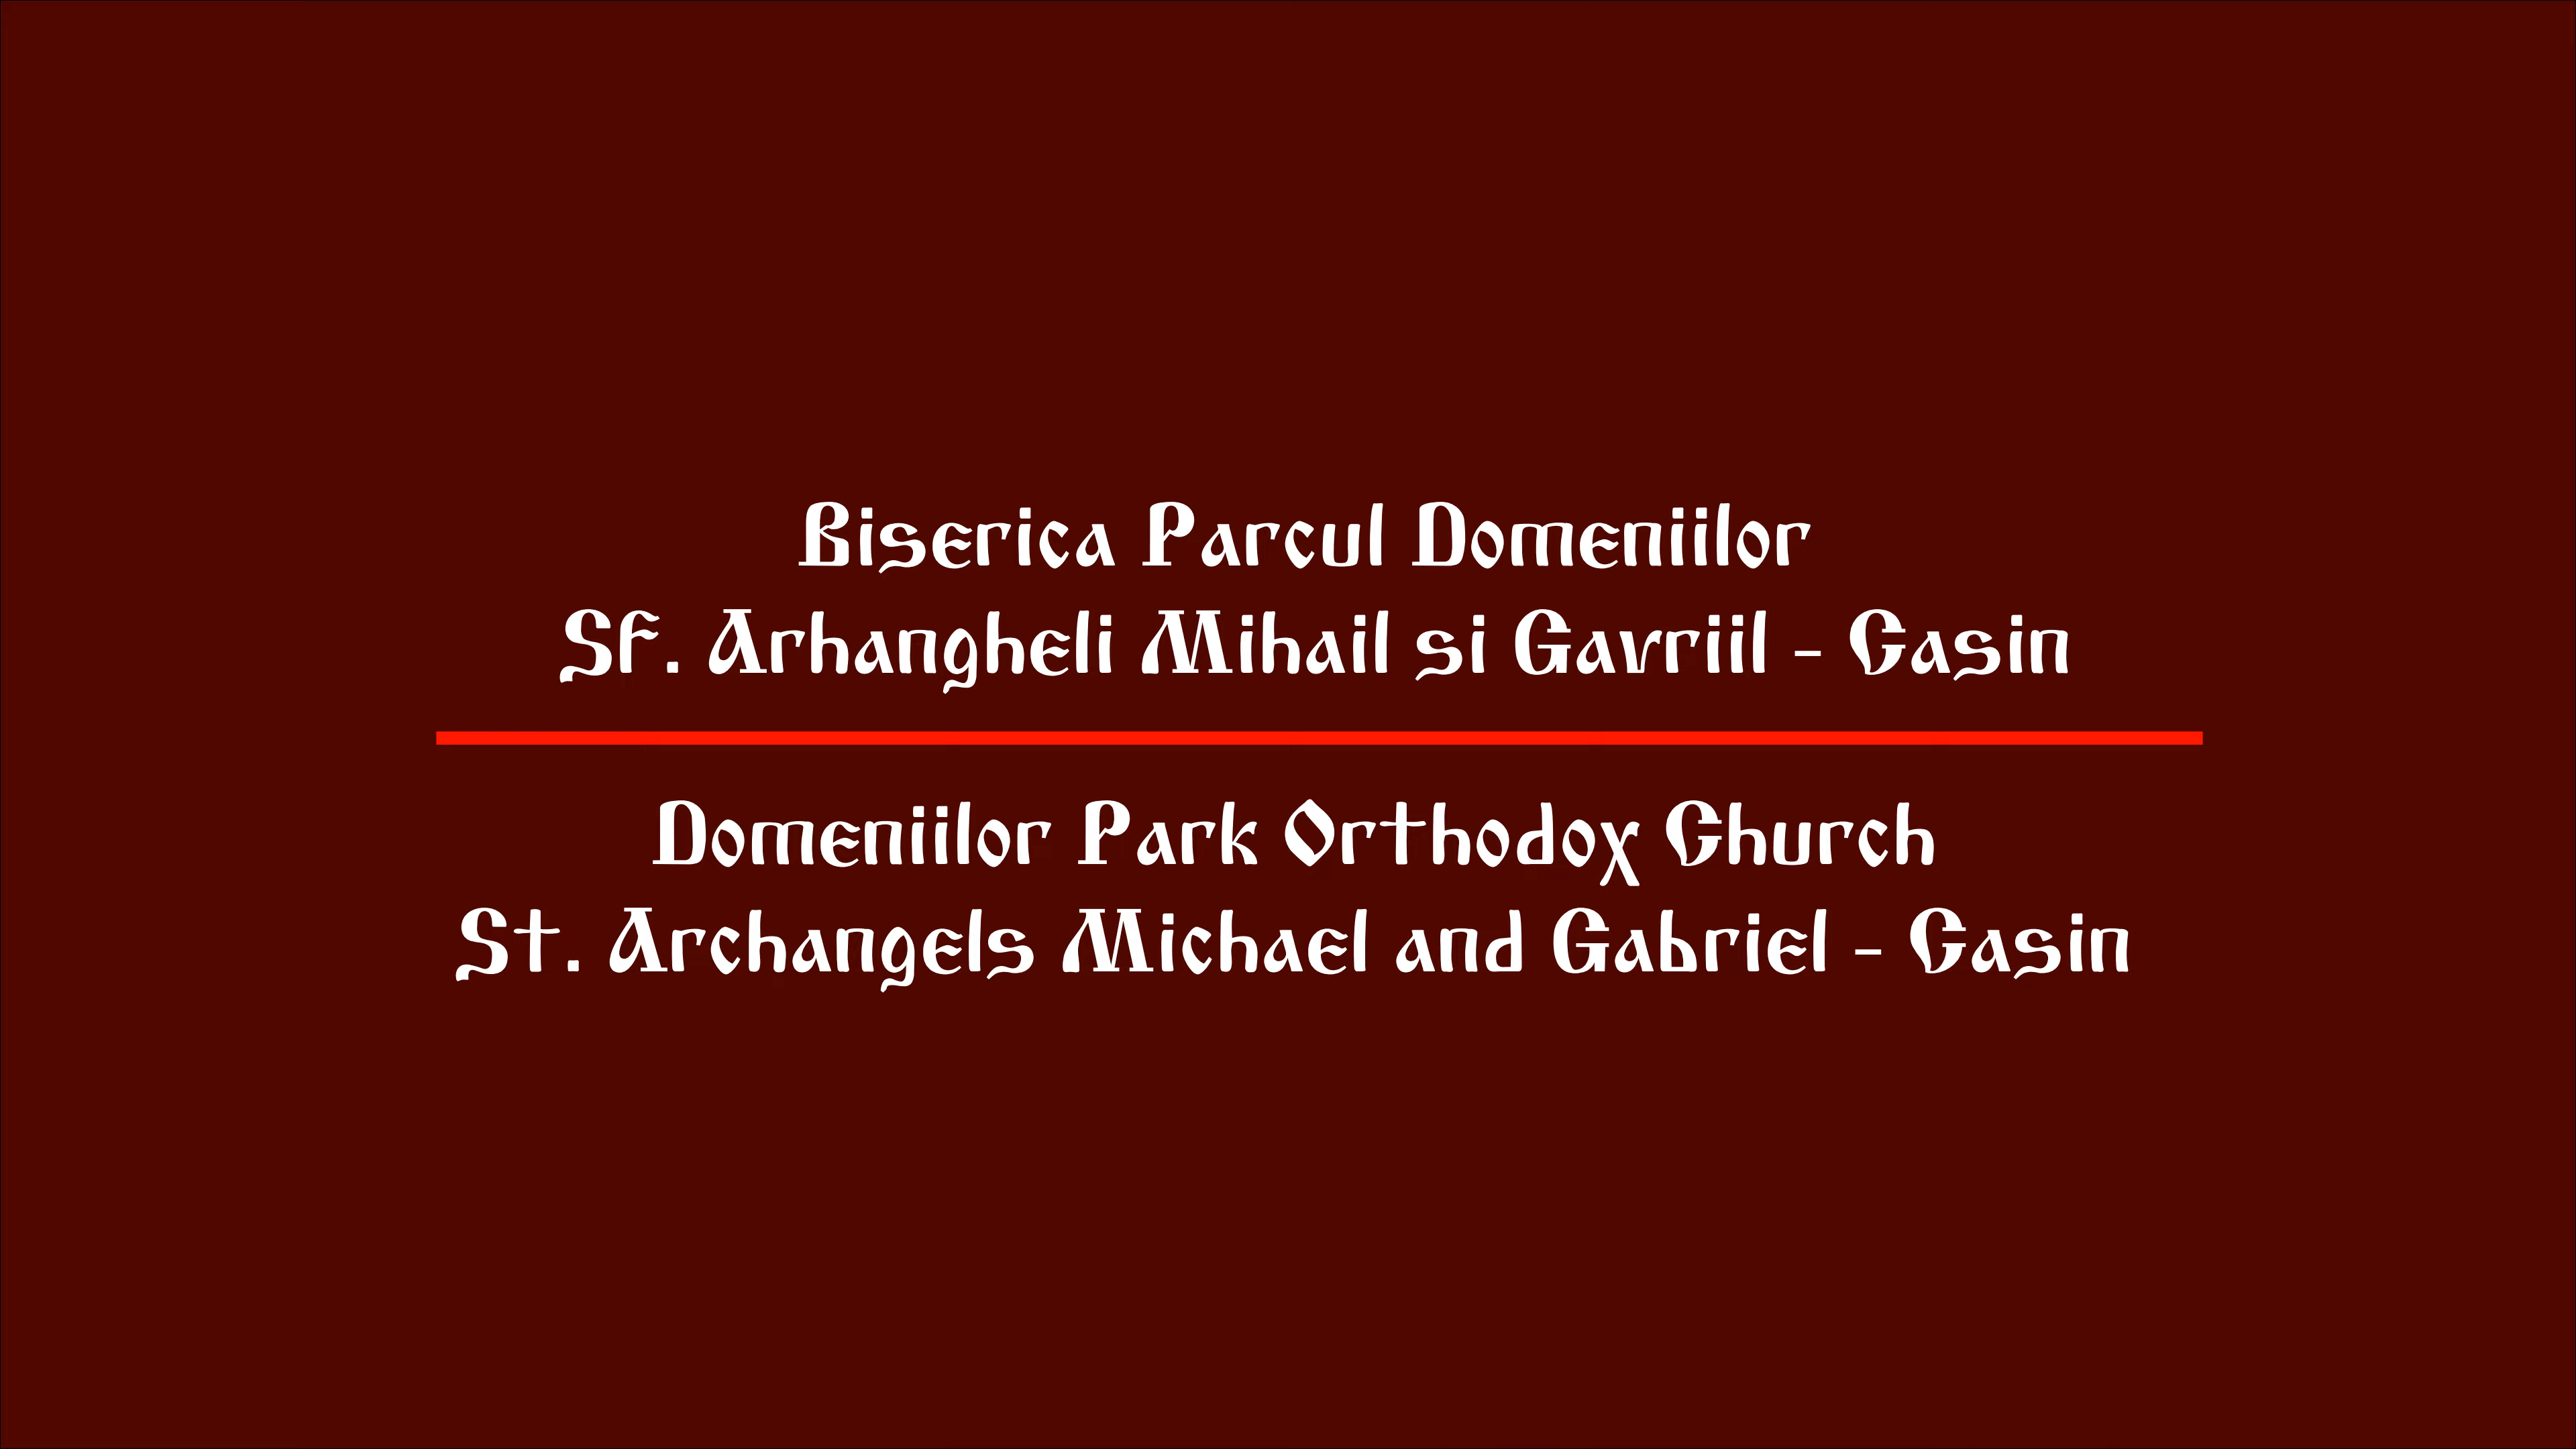 Biserica Parcul Domeniilor
Sf. Arhangheli Mihail si Gavriil - Casin
Domeniilor Park Orthodox Church
St. Archangels Michael and Gabriel - Casin